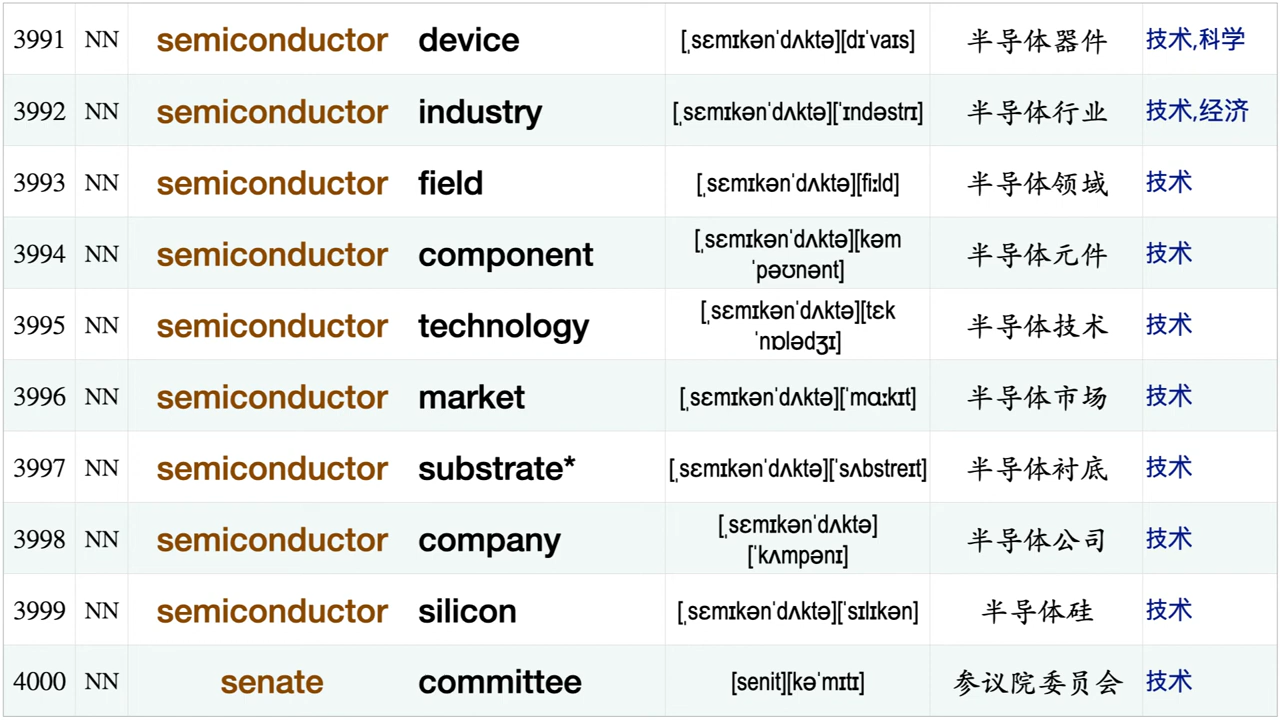 3991 NN semiconductor device [ˌsɛmɪkənˈdʌktə][dɪˈvaɪs] 半导体器件 技术,科学
3992 NN semiconductor industry [ˌsɛmɪkənˈdʌktə][ˈɪndəstrɪ] 半导体行业 技术,经济
3993 NN semiconductor field [ˌsɛmɪkənˈdʌktə][fiːld] 半导体领域 技术
3994 NN semiconductor component [ˌsɛmɪkənˈdʌktə][kəm
ˈpəʊnənt] 半导体元件 技术
3995 NN semiconductor technology [ˌsɛmɪkənˈdʌktə][tɛk
ˈnɒlədʒɪ] 半导体技术 技术
3996 NN semiconductor market [ˌsɛmɪkənˈdʌktə][ˈmɑːkɪt] 半导体市场 技术
3997 NN semiconductor substrate* [ˌsɛmɪkənˈdʌktə][ˈsʌbstreɪt] 半导体衬底 技术
3998 NN semiconductor company [ˌsɛmɪkənˈdʌktə]
[ˈkʌmpənɪ] 半导体公司 技术
3999 NN semiconductor silicon [ˌsɛmɪkənˈdʌktə][ˈsɪlɪkən] 半导体硅 技术
4000 NN senate committee [senit][kəˈmɪtɪ] 参议院委员会 技术